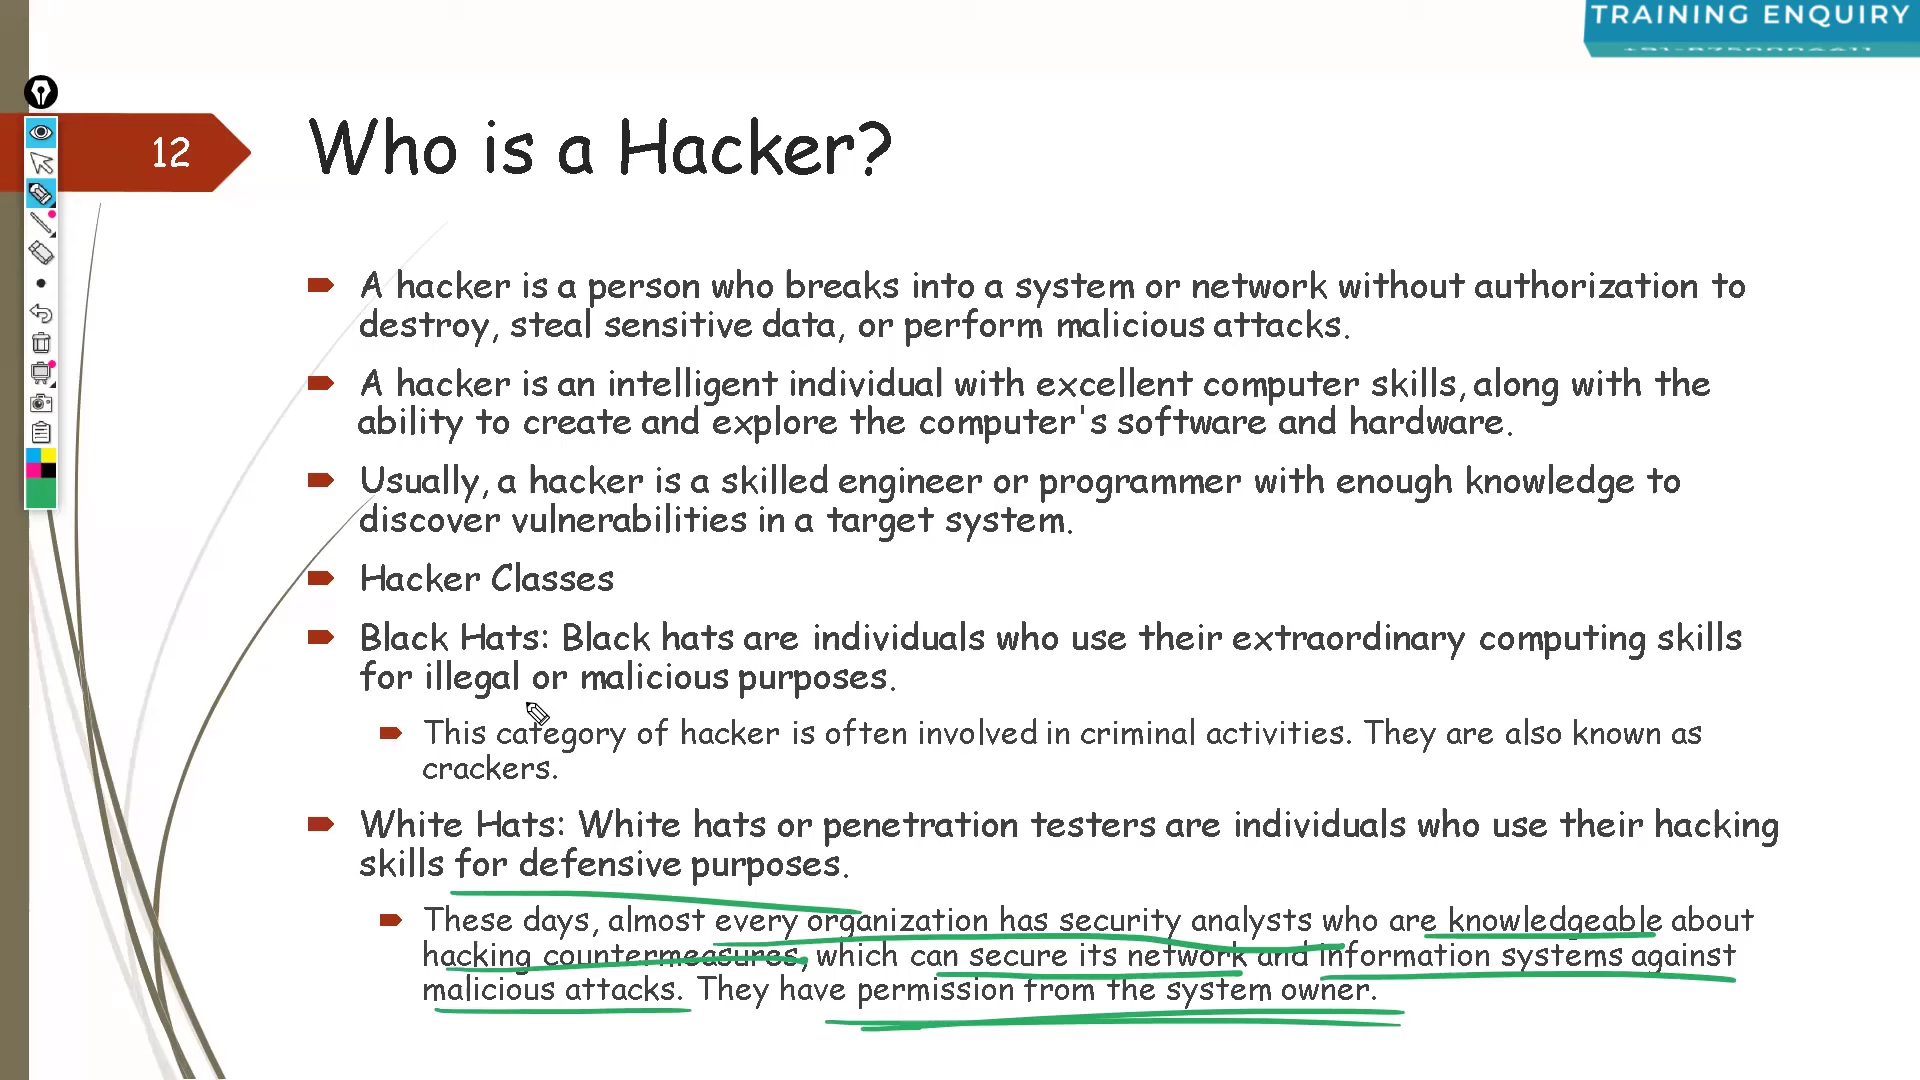 TRAINING ENQUIRY
12
Who is a Hacker?
A hacker is a person who breaks into a system or network without authorization to
destroy, steal sensitive data, or perform malicious attacks.
A hacker is an intelligent individual with excellent computer skills, along with the
ability to create and explore the computer's software and hardware.
Usually, a hacker is a skilled engineer or programmer with enough knowledge to
discover vulnerabilities in a target system.
Hacker Classes
Black Hats: Black hats are individuals who use their extraordinary computing skills
for illegal or malicious purposes.
This category of hacker is often involved in criminal activities. They are also known as
crackers.
White Hats: White hats or penetration testers are individuals who use their hacking
skills for defensive purposes.
These days, almost every organization has security analysts who are knowledgeable about
hacking countermeasures, which can secure its network and information systems against
malicious attacks. They have permission from the system owner.